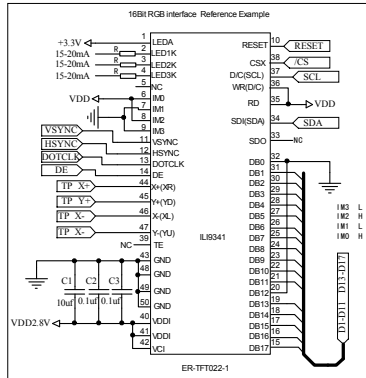 16Bit RGB interface Reference Example
+3.3V 1 LEDA
15-20mA R 2 LED1K
15-20mA R 3 LED2K
15-20mA R 4 LED3K
5 NC
VDD 6 IM0
7 IM1
8 IM2
9 IM3
VSYNC 11 VSYNC
HSYNC 12 HSYNC
DOTCLK 13 DOTCLK
DE 14 DE
TP X+ 44 X+(XR)
TP Y+ 45 Y+(YD)
TP X- 46 X-(XL)
TP X- 47 Y-(YU)
NC 39 TE
43 GND
48 GND
49 GND
50 GND
C1 C2 C3
10uf 0.1uf 0.1uf
VDD2.8V
40 VDDI
41 VDDI
42 VCI
ILI9341
RESET 10 RESET
CSX 38 /CS
D/C(SCL) 37 SCL
WR(D/C) 36
RD 35 VDD
SDI(SDA) 34 SDA
SDO 33 NC
DB0 32
DB1 31
DB2 30
DB3 29
DB4 28
DB5 27
DB6 26
DB7 25
DB8 24
DB9 23
DB10 22
DB11 21
DB12 20
DB13 19
DB14 18
DB15 17
DB16 16
DB17 15
IM3 L
IM2 H
IM1 L
IM0 H
D1-D11 D13-D17
ER-TFT022-1